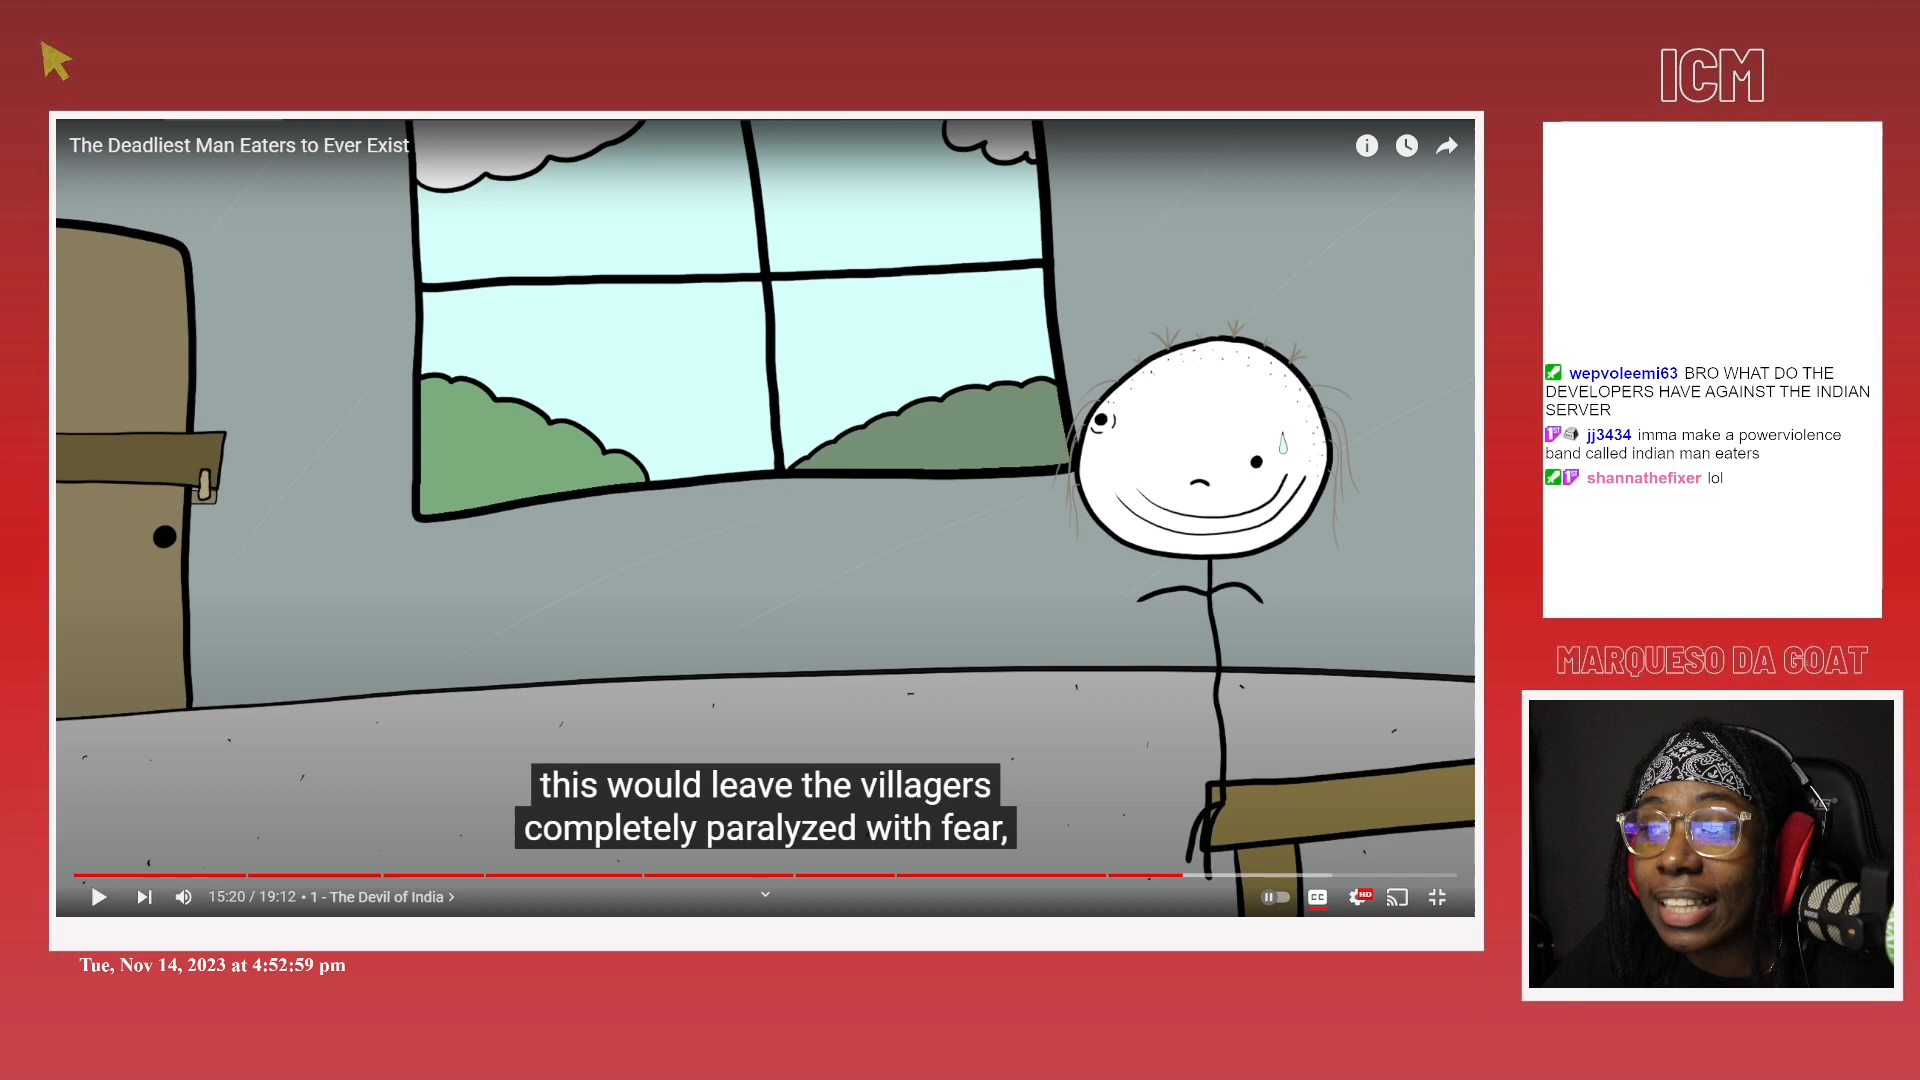 ICM
The Deadliest Man Eaters to Ever Exist
wepvoleemi63 BRO WHAT DO THE
DEVELOPERS HAVE AGAINST THE INDIAN
SERVER
jj3434 imma make a powerviolence
band called indian man eaters
shannathefixer lol
MARQUESO DA GOAT
this would leave the villagers
completely paralyzed with fear,
15:20 / 19:12 • 1 - The Devil of India >
CC
HD
Tue, Nov 14, 2023 at 4:52:59 pm